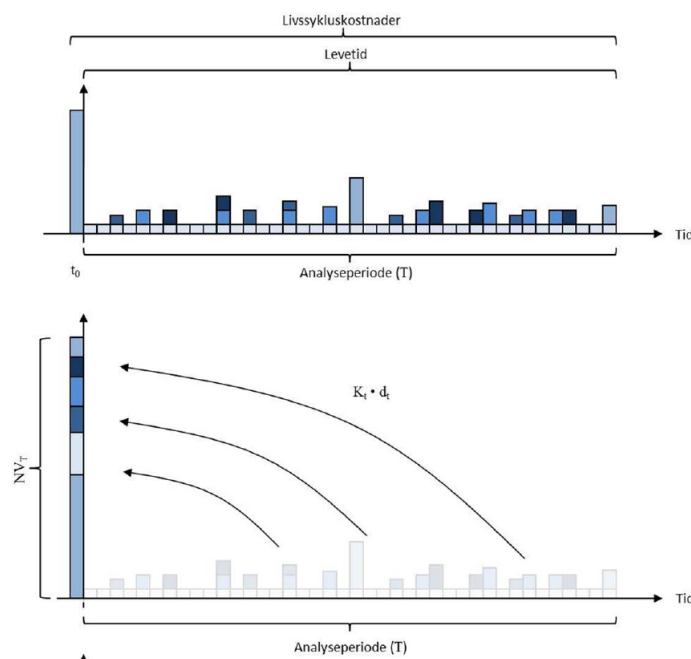 Livssykluskostnader
Levetid
Tid
t₀
Analyseperiode (T)
Kₜ • dₜ
NV_T
Tid
Analyseperiode (T)